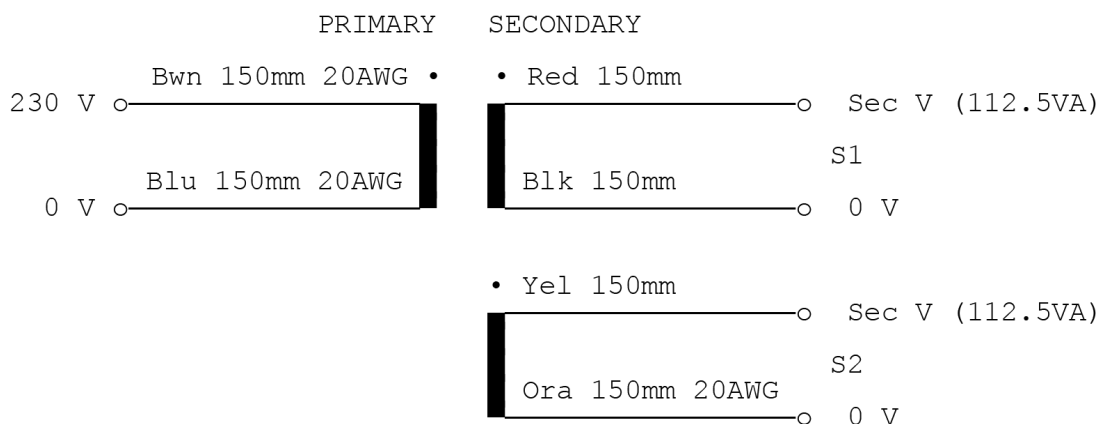 PRIMARY SECONDARY
Bwn 150mm 20AWG • • Red 150mm
230 V Sec V (112.5VA)
S1
Blu 150mm 20AWG Blk 150mm
0 V 0 V
• Yel 150mm
Sec V (112.5VA)
S2
Ora 150mm 20AWG
0 V